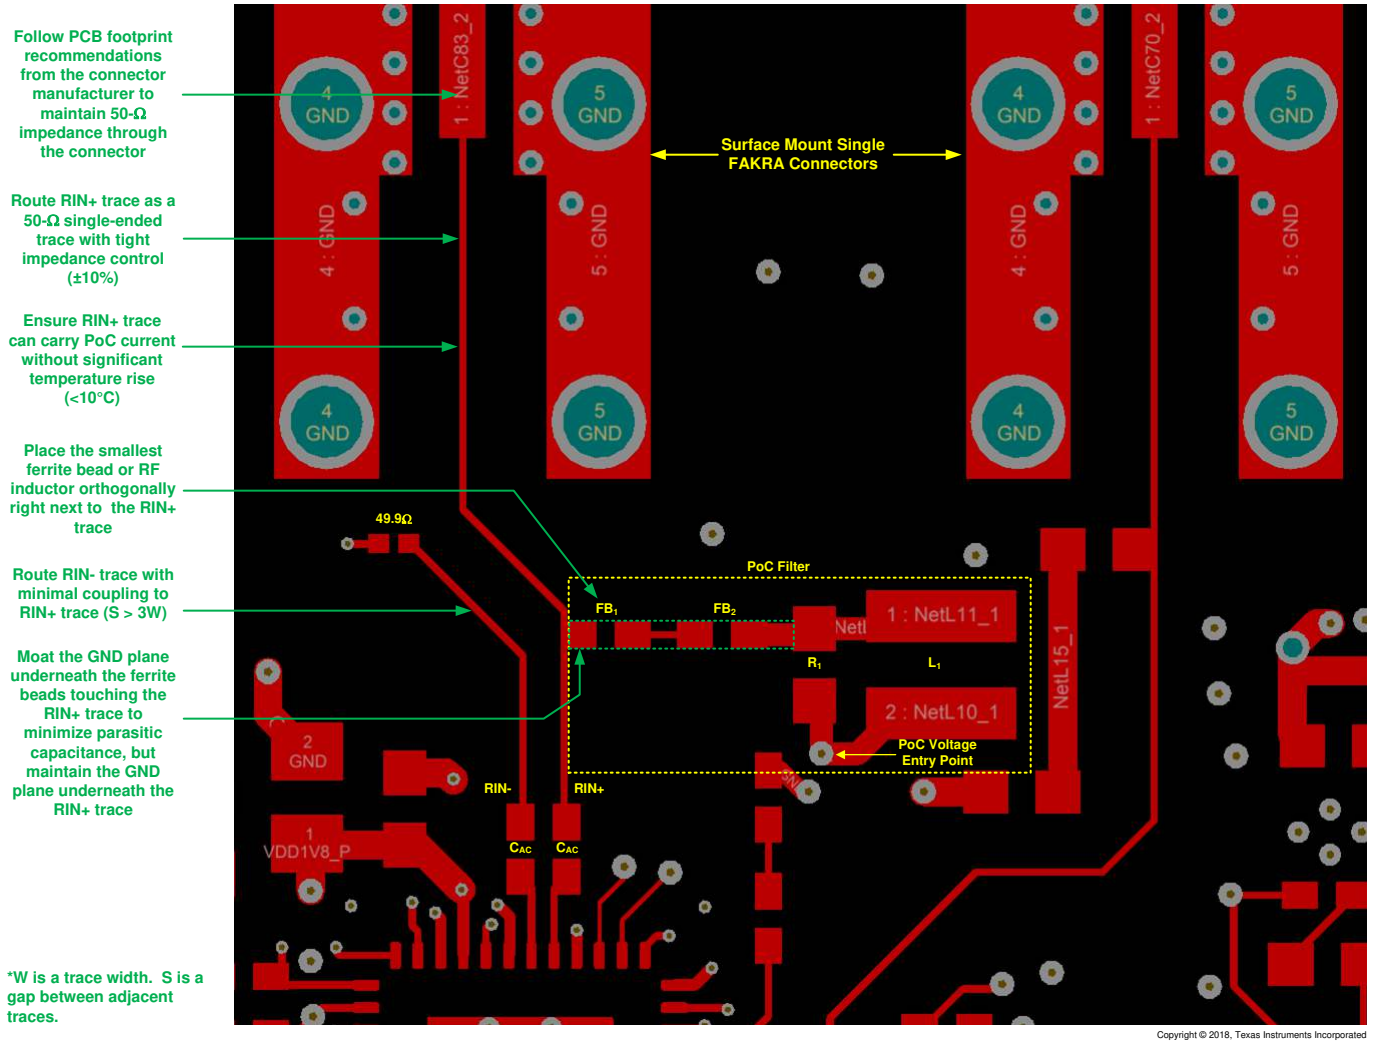 Follow PCB footprint
recommendations
from the connector
manufacturer to
maintain 50-Ω
impedance through
the connector
Route RIN+ trace as a
50-Ω single-ended
trace with tight
impedance control
(±10%)
Ensure RIN+ trace
can carry PoC current
without significant
temperature rise
(<10°C)
Place the smallest
ferrite bead or RF
inductor orthogonally
right next to the RIN+
trace
Route RIN- trace with
minimal coupling to
RIN+ trace (S > 3W)
Moat the GND plane
underneath the ferrite
beads touching the
RIN+ trace to
minimize parasitic
capacitance, but
maintain the GND
plane underneath the
RIN+ trace
*W is a trace width. S is a
gap between adjacent
traces.
4
GND
1 : NetC83_2
5
GND
Surface Mount Single
FAKRA Connectors
4
GND
1 : NetC70_2
5
GND
4 : GND
5 : GND
4 : GND
5 : GND
4
GND
5
GND
4
GND
5
GND
49.9Ω
PoC Filter
FB1
FB2
NetL
1 : NetL11_1
R1
L1
NetL15_1
2 : NetL10_1
PoC Voltage
Entry Point
2
GND
RIN-
RIN+
1
VDD1V8_P
CAC
CAC
Copyright © 2018, Texas Instruments Incorporated